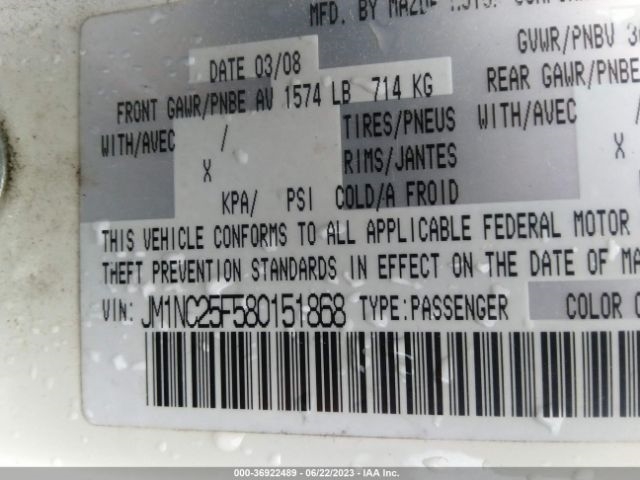 MFD. BY MAZDA
GVWR/PNBV
DATE 03/08
FRONT GAWR/PNBE AV 1574 LB 714 KG
REAR GAWR/PNBE
WITH/AVEC / TIRES/PNEUS WITH/AVEC /
X RIMS/JANTES X
KPA/ PSI COLD/A FROID
THIS VEHICLE CONFORMS TO ALL APPLICABLE FEDERAL MOTOR
THEFT PREVENTION STANDARDS IN EFFECT ON THE DATE OF
VIN: JM1NC25F580151868 TYPE:PASSENGER COLOR
000-36922489 - 06/22/2023 - IAA Inc.